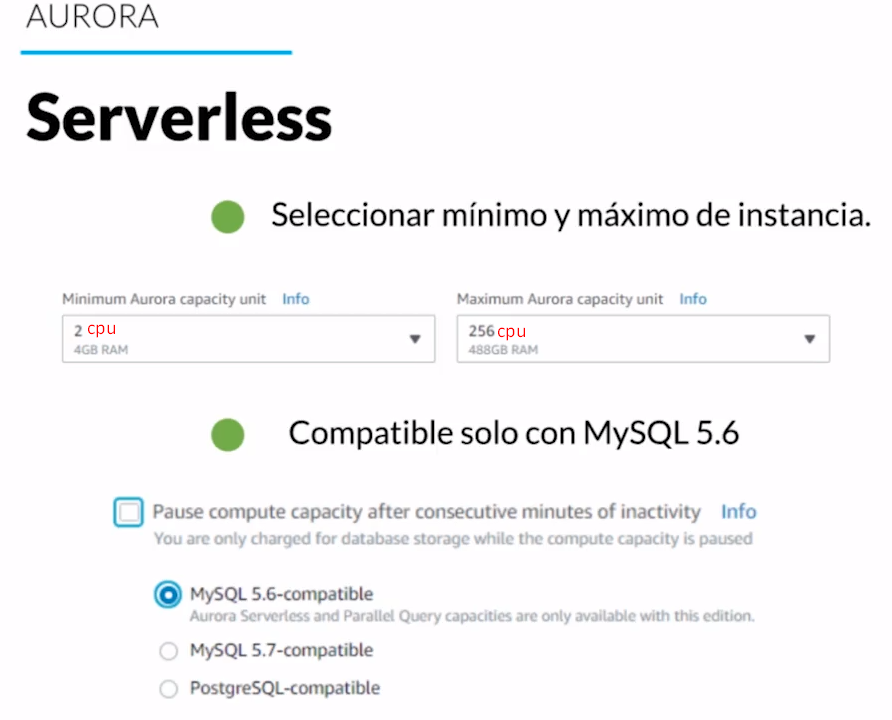 AURORA
Serverless
Seleccionar mínimo y máximo de instancia.
Minimum Aurora capacity unit Info
2 cpu
4GB RAM
Maximum Aurora capacity unit Info
256 cpu
488GB RAM
Compatible solo con MySQL 5.6
Pause compute capacity after consecutive minutes of inactivity Info
You are only charged for database storage while the compute capacity is paused
MySQL 5.6-compatible
Aurora Serverless and Parallel Query capacities are only available with this edition.
MySQL 5.7-compatible
PostgreSQL-compatible